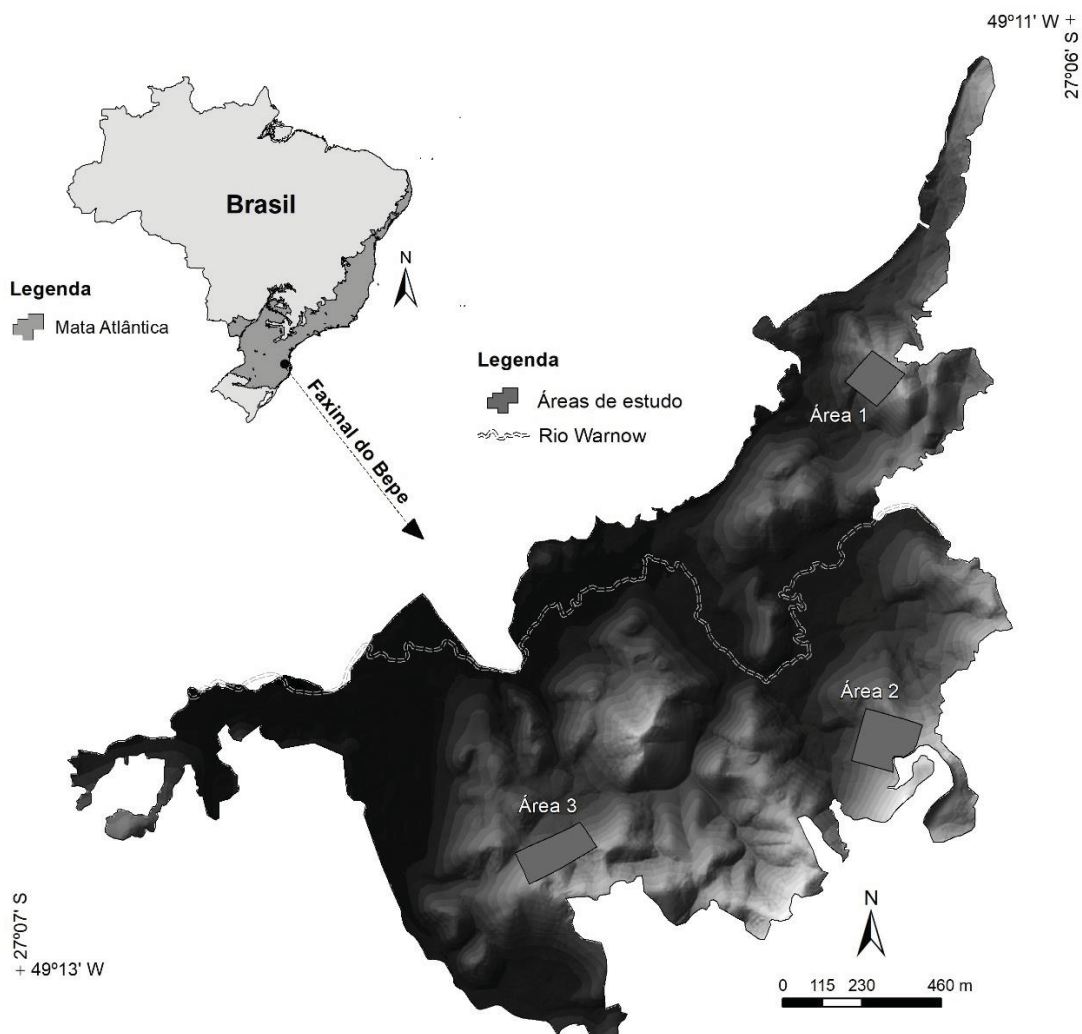 49º11' W +
27º06' S
Brasil
N
Legenda
Mata Atlântica
Faxinal do Bepe
Legenda
Áreas de estudo
Rio Warnow
Área 1
Área 2
Área 3
27º07' S
+ 49º13' W
N
0 115 230 460 m